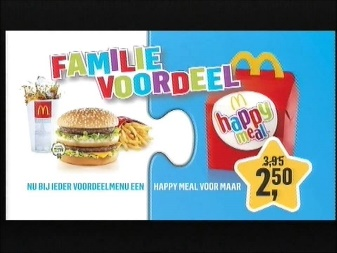 FAMILIE
VOORDEEL
happy
meal
3,95
2,50
NU BIJ IEDER VOORDEELMENU EEN HAPPY MEAL VOOR MAAR